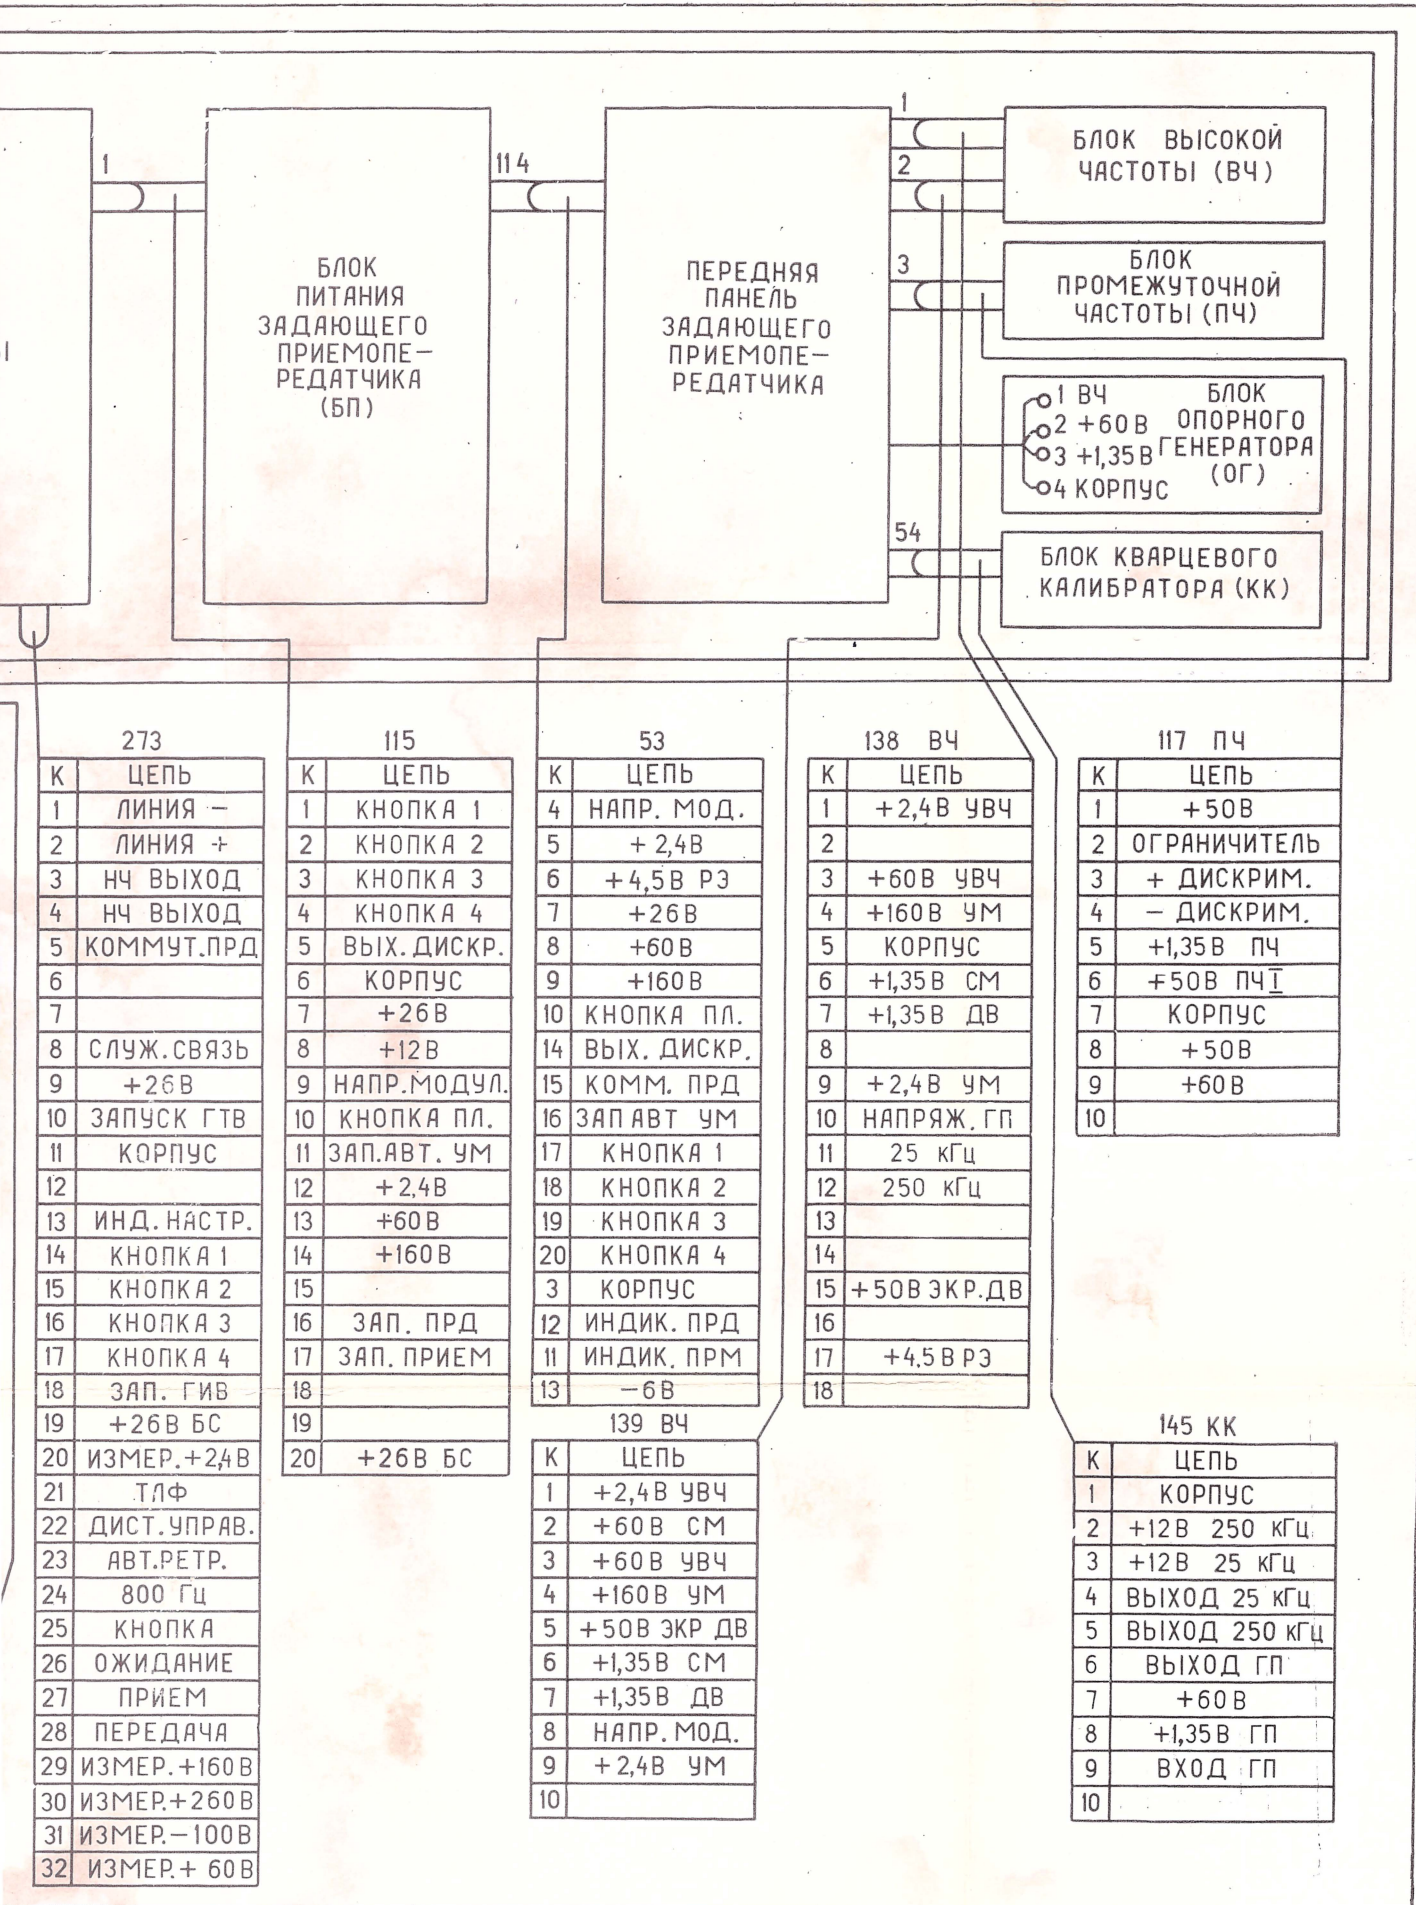 1
БЛОК
ПИТАНИЯ
ЗАДАЮЩЕГО
ПРИЕМОПЕ–
РЕДАТЧИКА
(БП)
114
ПЕРЕДНЯЯ
ПАНЕЛЬ
ЗАДАЮЩЕГО
ПРИЕМОПЕ–
РЕДАТЧИКА
1
2
3
54
БЛОК ВЫСОКОЙ
ЧАСТОТЫ (ВЧ)
БЛОК
ПРОМЕЖУТОЧНОЙ
ЧАСТОТЫ (ПЧ)
1 ВЧ
2 +60В
3 +1,35В
4 КОРПУС
БЛОК
ОПОРНОГО
ГЕНЕРАТОРА
(ОГ)
БЛОК КВАРЦЕВОГО
КАЛИБРАТОРА (КК)
273
К ЦЕПЬ
1 ЛИНИЯ –
2 ЛИНИЯ +
3 НЧ ВЫХОД
4 НЧ ВЫХОД
5 КОММУТ.ПРД
6
7
8 СЛУЖ.СВЯЗЬ
9 +26В
10 ЗАПУСК ГТВ
11 КОРПУС
12
13 ИНД. НАСТР.
14 КНОПКА 1
15 КНОПКА 2
16 КНОПКА 3
17 КНОПКА 4
18 ЗАП. ГИВ
19 +26В БС
20 ИЗМЕР.+2,4В
21 ТЛФ
22 ДИСТ.УПРАВ.
23 АВТ.РЕТР.
24 800 Гц
25 КНОПКА
26 ОЖИДАНИЕ
27 ПРИЕМ
28 ПЕРЕДАЧА
29 ИЗМЕР.+160В
30 ИЗМЕР.+260В
31 ИЗМЕР.–100В
32 ИЗМЕР.+ 60В
115
К ЦЕПЬ
1 КНОПКА 1
2 КНОПКА 2
3 КНОПКА 3
4 КНОПКА 4
5 ВЫХ. ДИСКР.
6 КОРПУС
7 +26В
8 +12В
9 НАПР.МОДУЛ.
10 КНОПКА ПЛ.
11 ЗАП.АВТ. УМ
12 +2,4В
13 +60В
14 +160В
15
16 ЗАП. ПРД
17 ЗАП. ПРИЕМ
18
19
20 +26В БС
53
К ЦЕПЬ
4 НАПР. МОД.
5 +2,4В
6 +4,5В РЭ
7 +26В
8 +60В
9 +160В
10 КНОПКА ПЛ.
14 ВЫХ. ДИСКР.
15 КОММ. ПРД
16 ЗАП АВТ УМ
17 КНОПКА 1
18 КНОПКА 2
19 КНОПКА 3
20 КНОПКА 4
3 КОРПУС
12 ИНДИК. ПРД
11 ИНДИК. ПРМ
13 –6В
139 ВЧ
К ЦЕПЬ
1 +2,4В УВЧ
2 +60В СМ
3 +60В УВЧ
4 +160В УМ
5 +50В ЭКР ДВ
6 +1,35В СМ
7 +1,35В ДВ
8 НАПР. МОД.
9 +2,4В УМ
10
138 ВЧ
К ЦЕПЬ
1 +2,4В УВЧ
2
3 +60В УВЧ
4 +160В УМ
5 КОРПУС
6 +1,35В СМ
7 +1,35В ДВ
8
9 +2,4В УМ
10 НАПРЯЖ. ГП
11 25 кГц
12 250 кГц
13
14
15 +50В ЭКР.ДВ
16
17 +4,5В РЭ
18
117 ПЧ
К ЦЕПЬ
1 +50В
2 ОГРАНИЧИТЕЛЬ
3 + ДИСКРИМ.
4 – ДИСКРИМ.
5 +1,35В ПЧ
6 +50В ПЧ I
7 КОРПУС
8 +50В
9 +60В
10
145 КК
К ЦЕПЬ
1 КОРПУС
2 +12В 250 кГц
3 +12В 25 кГц
4 ВЫХОД 25 кГц
5 ВЫХОД 250 кГц
6 ВЫХОД ГП
7 +60В
8 +1,35В ГП
9 ВХОД ГП
10